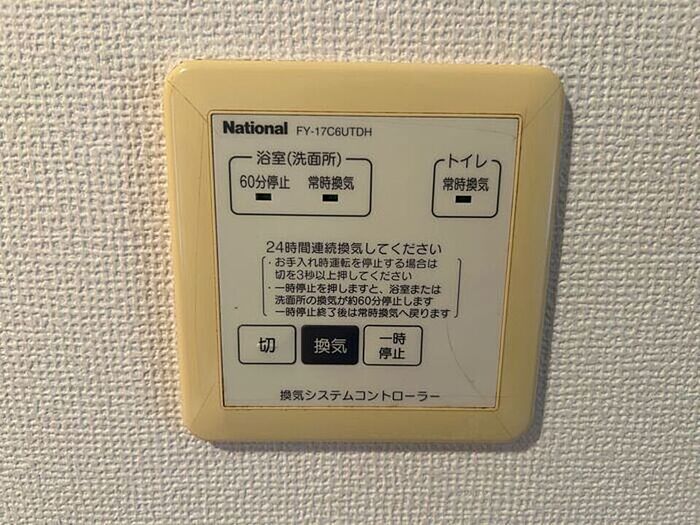 National FY-17C6UTDH
浴室(洗面所)
トイレ
60分停止 常時換気
常時換気
24時間連続換気してください
・お手入れ時運転を停止する場合は
切を3秒以上押してください
・一時停止を押しますと、浴室または
洗面所の換気が約60分停止します
一時停止終了後は常時換気へ戻ります
切
換気
一時
停止
換気システムコントローラー